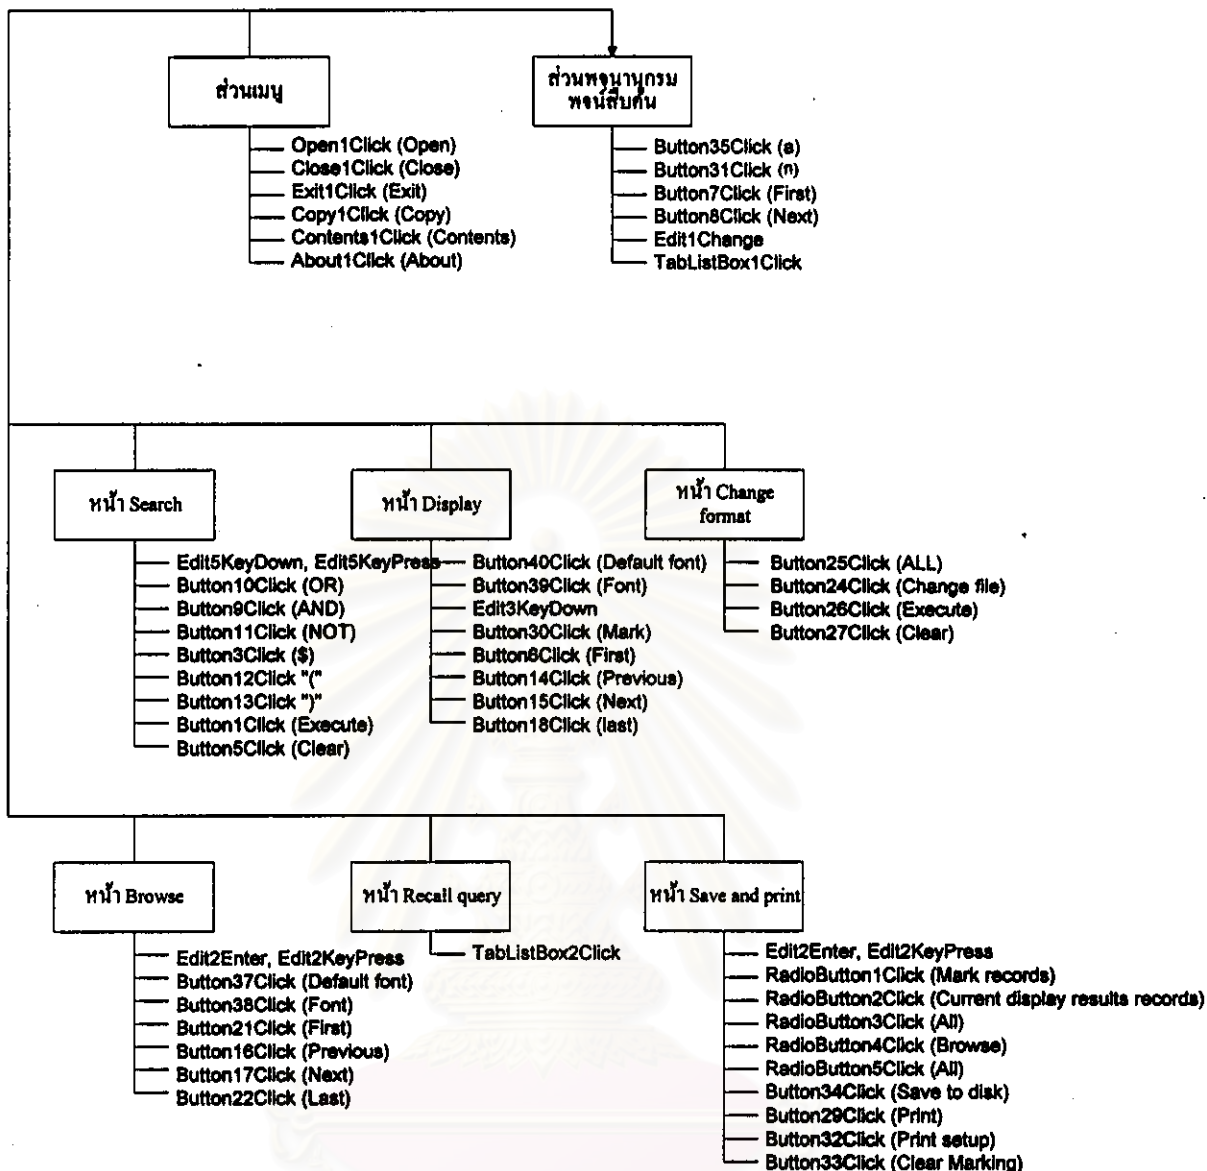 ส่วนเมนู
Open1Click (Open)
Close1Click (Close)
Exit1Click (Exit)
Copy1Click (Copy)
Contents1Click (Contents)
About1Click (About)
ส่วนพจนานุกรม
พจน์สืบค้น
Button35Click (a)
Button31Click (ก)
Button7Click (First)
Button8Click (Next)
Edit1Change
TabListBox1Click
หน้า Search
Edit5KeyDown, Edit5KeyPress
Button10Click (OR)
Button9Click (AND)
Button11Click (NOT)
Button3Click ($)
Button12Click "("
Button13Click ")"
Button1Click (Execute)
Button5Click (Clear)
หน้า Display
Button40Click (Default font)
Button39Click (Font)
Edit3KeyDown
Button30Click (Mark)
Button6Click (First)
Button14Click (Previous)
Button15Click (Next)
Button18Click (last)
หน้า Change
format
Button25Click (ALL)
Button24Click (Change file)
Button26Click (Execute)
Button27Click (Clear)
หน้า Browse
Edit2Enter, Edit2KeyPress
Button37Click (Default font)
Button38Click (Font)
Button21Click (First)
Button16Click (Previous)
Button17Click (Next)
Button22Click (Last)
หน้า Recall query
TabListBox2Click
หน้า Save and print
Edit2Enter, Edit2KeyPress
RadioButton1Click (Mark records)
RadioButton2Click (Current display results records)
RadioButton3Click (All)
RadioButton4Click (Browse)
RadioButton5Click (All)
Button34Click (Save to disk)
Button29Click (Print)
Button32Click (Print setup)
Button33Click (Clear Marking)